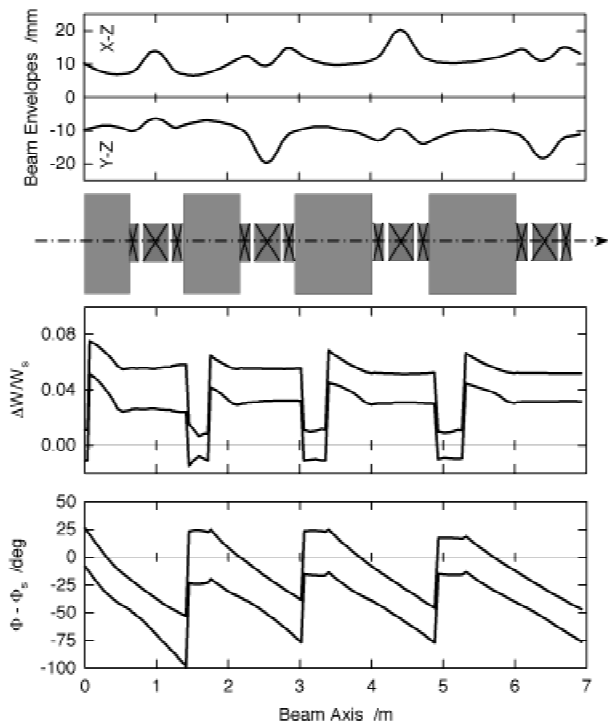 Beam Envelopes /mm
X-Z
20
10
0
Y-Z
-10
-20
ΔW/Wₛ
0.08
0.04
0.00
Φ - Φₛ /deg
50
25
0
-25
-50
-75
-100
0 1 2 3 4 5 6 7
Beam Axis /m